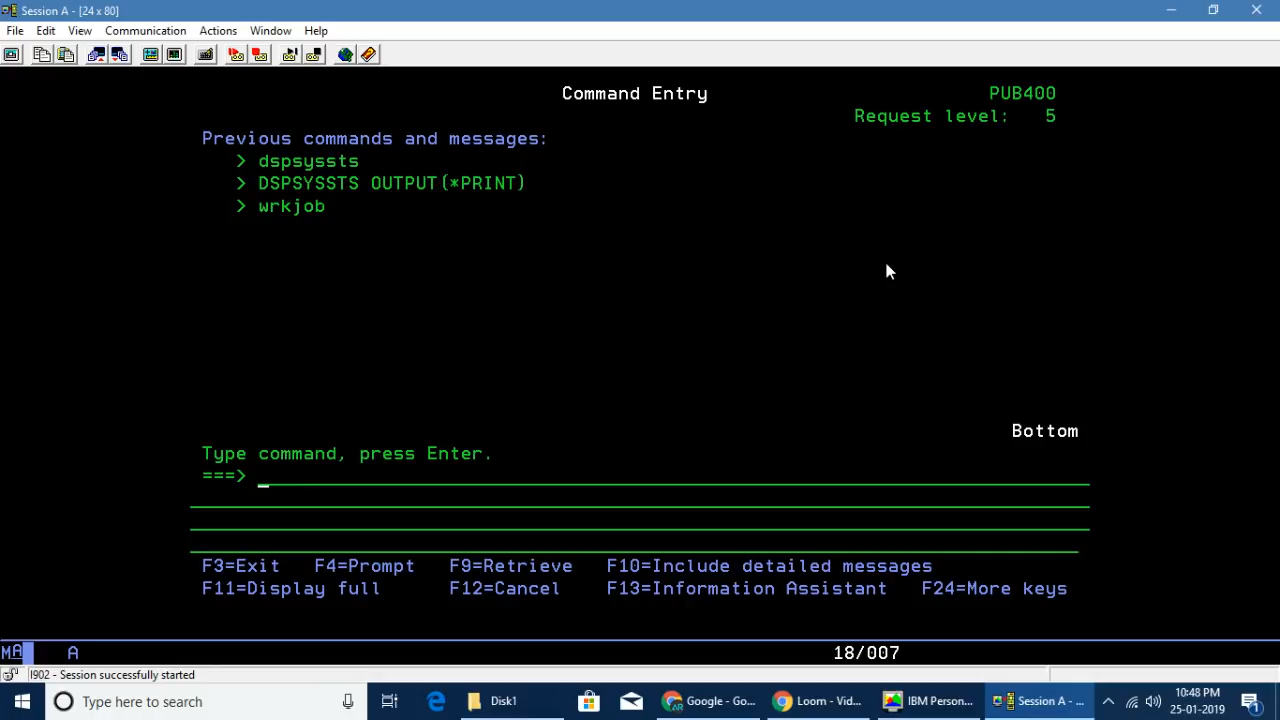 Session A - [24 x 80]
File Edit View Communication Actions Window Help
Command Entry PUB400
Request level: 5
Previous commands and messages:
> dspsyssts
> DSPSYSSTS OUTPUT(*PRINT)
> wrkjob
Bottom
Type command, press Enter.
===>
F3=Exit F4=Prompt F9=Retrieve F10=Include detailed messages
F11=Display full F12=Cancel F13=Information Assistant F24=More keys
MA A 18/007
I902 - Session successfully started
Type here to search Disk1 Google - Go... Loom - Vid... IBM Person... Session A - ... 10:48 PM
25-01-2019